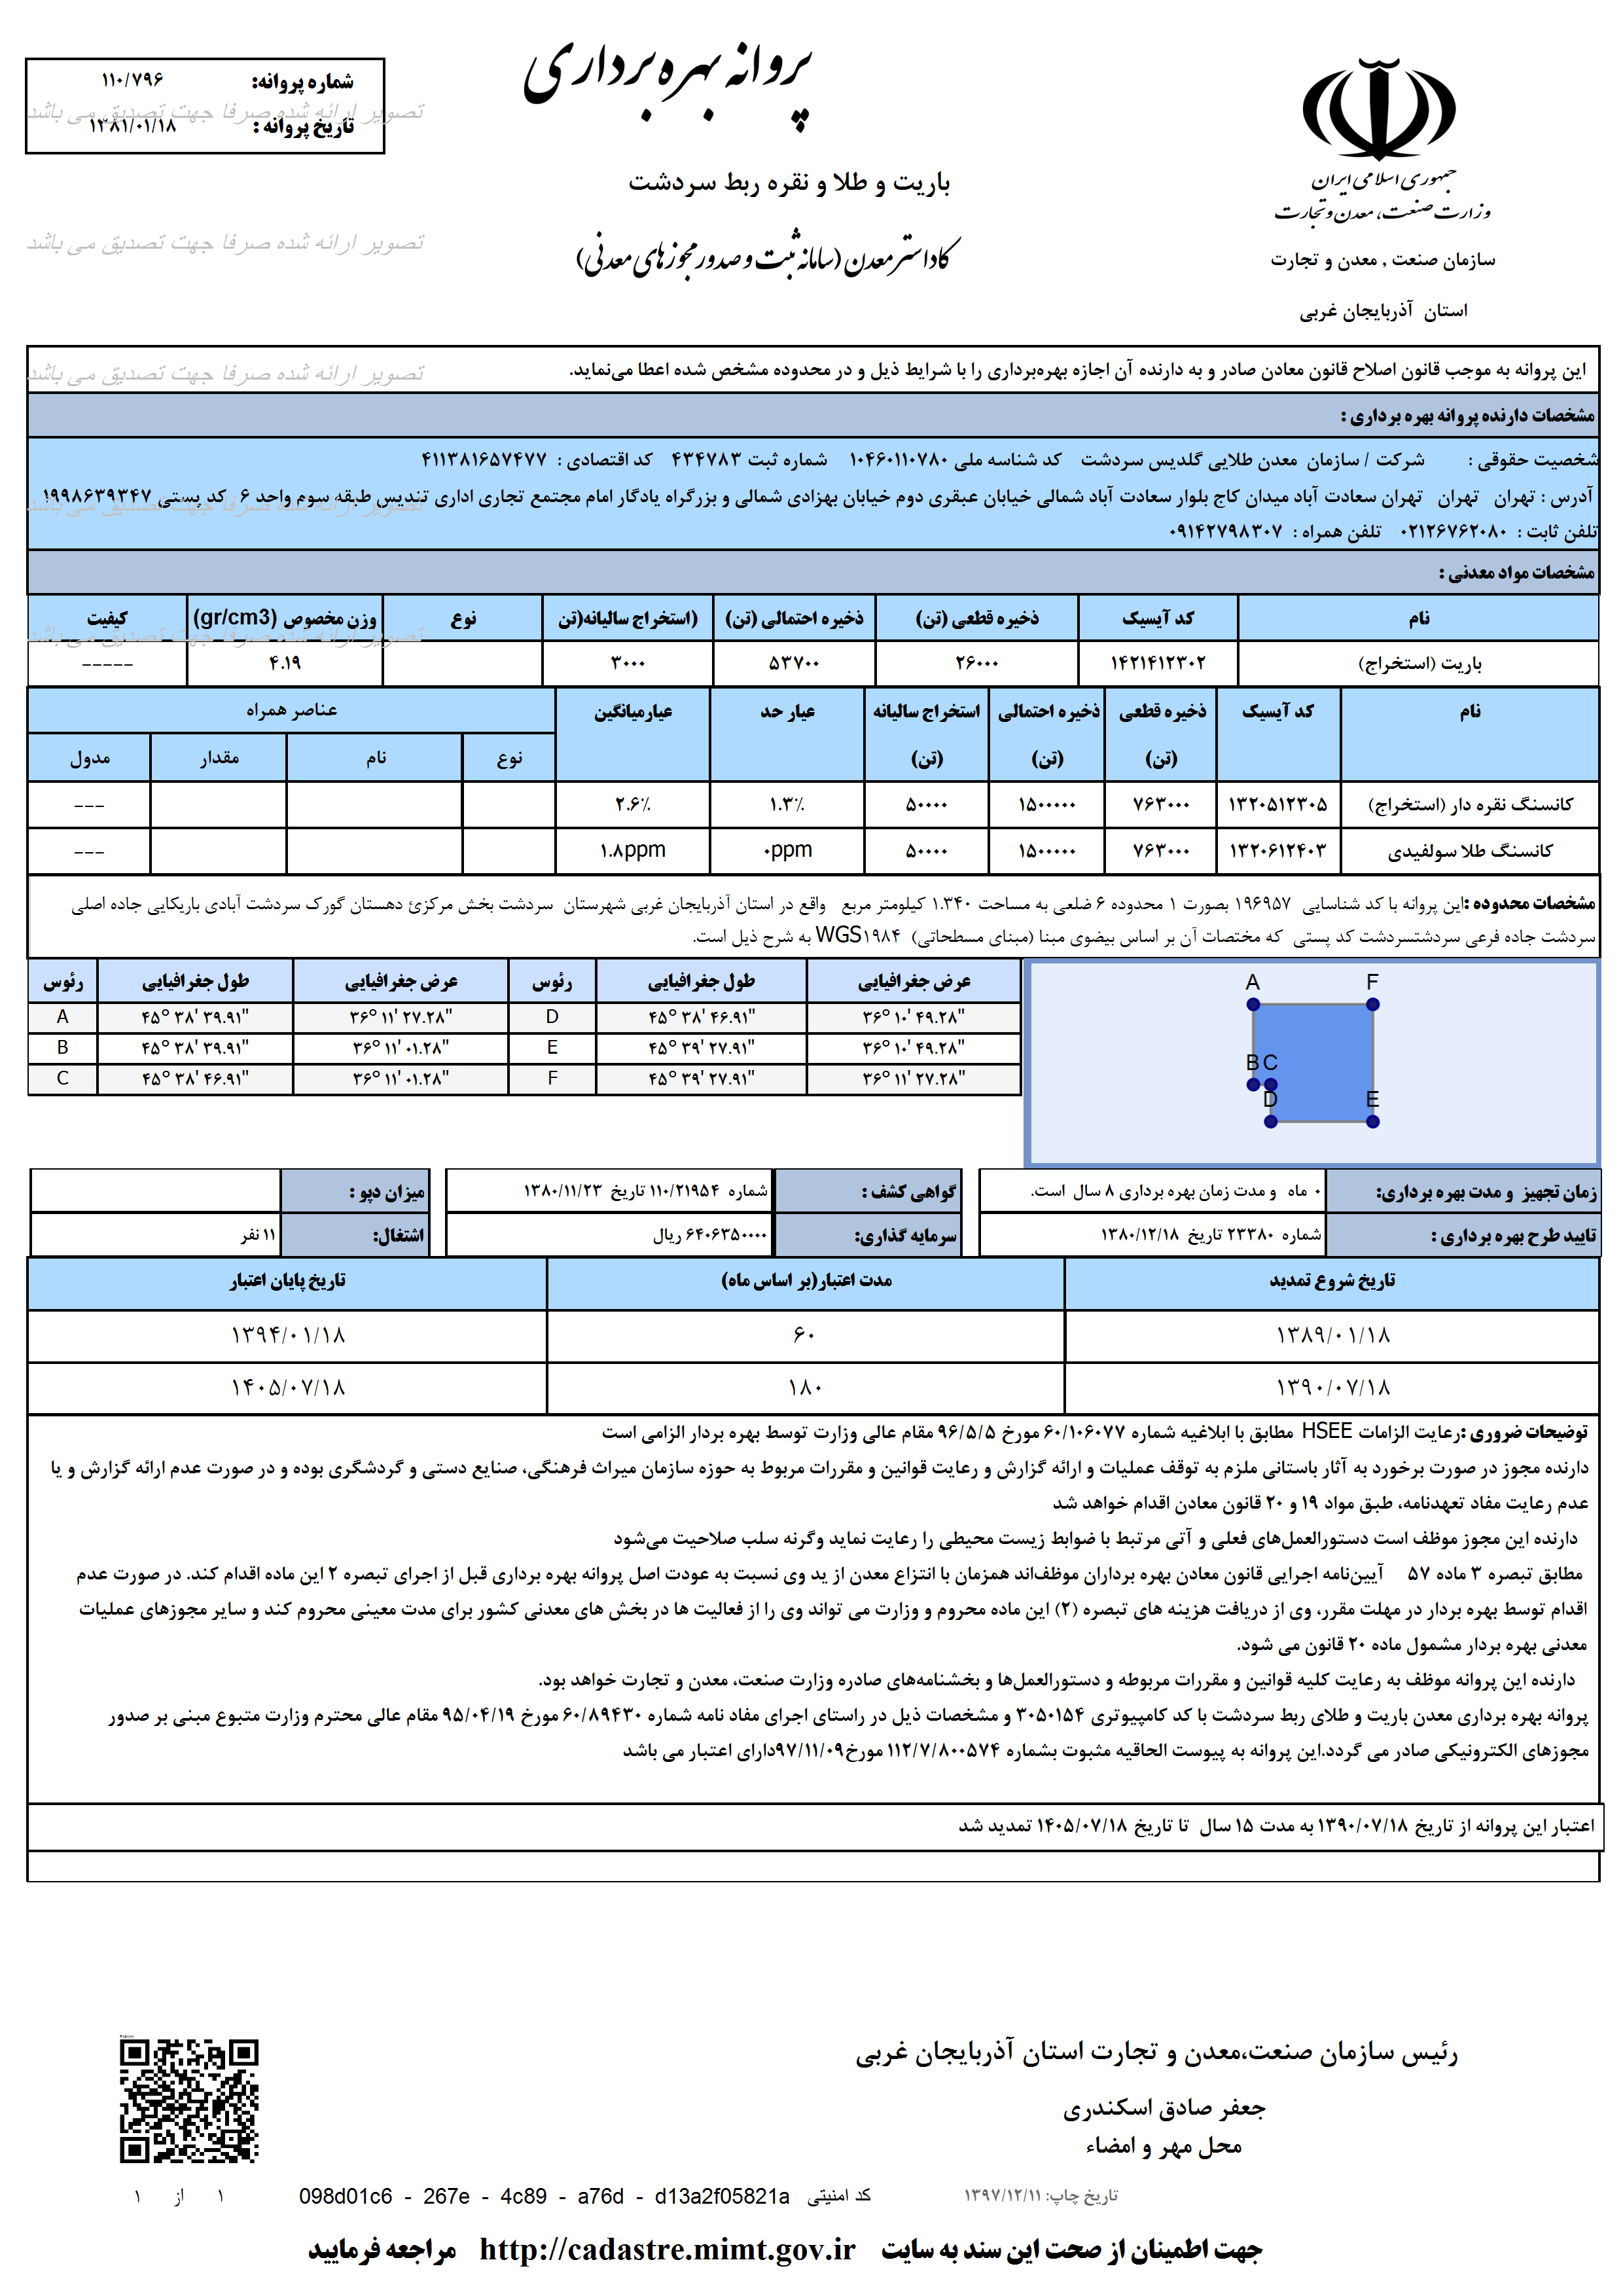 پروانه بهره برداری
شماره پروانه: ۱۱۰/۷۹۶
تصویر ارائه شده صرفا جهت تصدیق می باشد
تاریخ پروانه : ۱۳۸۱/۰۱/۱۸
جمهوری اسلامی ایران
وزارت صنعت، معدن و تجارت
سازمان صنعت , معدن و تجارت
استان آذربایجان غربی
باریت و طلا و نقره ربط سردشت
کاداستر معدن (سامانه ثبت و صدور مجوزهای معدنی)
تصویر ارائه شده صرفا جهت تصدیق می باشد
تصویر ارائه شده صرفا جهت تصدیق می باشد
این پروانه به موجب قانون اصلاح قانون معادن صادر و به دارنده آن اجازه بهره‌برداری را با شرایط ذیل و در محدوده مشخص شده اعطا می‌نماید.
مشخصات دارنده پروانه بهره برداری :
شخصیت حقوقی : شرکت / سازمان معدن طلایی گلدیس سردشت کد شناسه ملی ۱۰۴۶۰۱۱۰۷۸۰ شماره ثبت ۴۳۴۷۸۳ کد اقتصادی : ۴۱۱۳۸۱۶۵۷۴۷۷
آدرس : تهران تهران تهران سعادت آباد میدان کاج بلوار سعادت آباد شمالی خیابان عبقری دوم خیابان بهزادی شمالی و بزرگراه یادگار امام مجتمع تجاری اداری تندیس طبقه سوم واحد ۶ کد پستی ۱۹۹۸۶۳۹۳۴۷
تصویر ارائه شده صرفا جهت تصدیق می باشد
تلفن ثابت : ۰۲۱۲۶۷۶۲۰۸۰ تلفن همراه : ۰۹۱۴۲۷۹۸۳۰۷
مشخصات مواد معدنی :
نام کد آیسیک ذخیره قطعی (تن) ذخیره احتمالی (تن) استخراج سالیانه(تن) نوع وزن مخصوص (gr/cm3) کیفیت
تصویر ارائه شده صرفا جهت تصدیق می باشد
باریت (استخراج) ۱۴۲۱۴۱۲۳۰۲ ۲۶۰۰۰ ۵۳۷۰۰ ۳۰۰۰ ۴.۱۹ -----
نام کد آیسیک ذخیره قطعی (تن) ذخیره احتمالی (تن) استخراج سالیانه (تن) عیار حد عیارمیانگین عناصر همراه
نوع نام مقدار مدول
کانسنگ نقره دار (استخراج) ۱۳۲۰۵۱۲۳۰۵ ۷۶۳۰۰۰ ۱۵۰۰۰۰۰ ۵۰۰۰۰ ۱.۳٪ ۲.۶٪ ---
کانسنگ طلا سولفیدی ۱۳۲۰۶۱۲۴۰۳ ۷۶۳۰۰۰ ۱۵۰۰۰۰۰ ۵۰۰۰۰ ۰ppm ۱.۸ppm ---
مشخصات محدوده :این پروانه با کد شناسایی ۱۹۶۹۵۷ بصورت ۱ محدوده ۶ ضلعی به مساحت ۱.۳۴۰ کیلومتر مربع واقع در استان آذربایجان غربی شهرستان سردشت بخش مرکزئ دهستان گورک سردشت آبادی باریکایی جاده اصلی
سردشت جاده فرعی سردشتسردشت کد پستی که مختصات آن بر اساس بیضوی مبنا (مبنای مسطحاتی) WGS۱۹۸۴ به شرح ذیل است.
رئوس طول جغرافیایی عرض جغرافیایی رئوس طول جغرافیایی عرض جغرافیایی
A ۴۵° ۳۸' ۳۹.۹۱" ۳۶° ۱۱' ۲۷.۲۸" D ۴۵° ۳۸' ۴۶.۹۱" ۳۶° ۱۰' ۴۹.۲۸"
B ۴۵° ۳۸' ۳۹.۹۱" ۳۶° ۱۱' ۰۱.۲۸" E ۴۵° ۳۹' ۲۷.۹۱" ۳۶° ۱۰' ۴۹.۲۸"
C ۴۵° ۳۸' ۴۶.۹۱" ۳۶° ۱۱' ۰۱.۲۸" F ۴۵° ۳۹' ۲۷.۹۱" ۳۶° ۱۱' ۲۷.۲۸"
A F
B C
D E
زمان تجهیز و مدت بهره برداری: ۰ ماه و مدت زمان بهره برداری ۸ سال است. گواهی کشف : شماره ۱۱۰/۲۱۹۵۴ تاریخ ۱۳۸۰/۱۱/۲۳ میزان دپو :
تایید طرح بهره برداری : شماره ۲۳۳۸۰ تاریخ ۱۳۸۰/۱۲/۱۸ سرمایه گذاری: ۶۴۰۶۳۵۰۰۰۰ ریال اشتغال: ۱۱ نفر
تاریخ شروع تمدید مدت اعتبار(بر اساس ماه) تاریخ پایان اعتبار
۱۳۸۹/۰۱/۱۸ ۶۰ ۱۳۹۴/۰۱/۱۸
۱۳۹۰/۰۷/۱۸ ۱۸۰ ۱۴۰۵/۰۷/۱۸
توضیحات ضروری :رعایت الزامات HSEE مطابق با ابلاغیه شماره ۶۰/۱۰۶۰۷۷ مورخ ۹۶/۵/۵ مقام عالی وزارت توسط بهره بردار الزامی است
دارنده مجوز در صورت برخورد به آثار باستانی ملزم به توقف عملیات و ارائه گزارش و رعایت قوانین و مقررات مربوط به حوزه سازمان میراث فرهنگی، صنایع دستی و گردشگری بوده و در صورت عدم ارائه گزارش و یا
عدم رعایت مفاد تعهدنامه، طبق مواد ۱۹ و ۲۰ قانون معادن اقدام خواهد شد
دارنده این مجوز موظف است دستورالعمل‌های فعلی و آتی مرتبط با ضوابط زیست محیطی را رعایت نماید وگرنه سلب صلاحیت می‌شود
مطابق تبصره ۳ ماده ۵۷ آیین‌نامه اجرایی قانون معادن بهره برداران موظف‌اند همزمان با انتزاع معدن از ید وی نسبت به عودت اصل پروانه بهره برداری قبل از اجرای تبصره ۲ این ماده اقدام کند. در صورت عدم
اقدام توسط بهره بردار در مهلت مقرر، وی از دریافت هزینه های تبصره (۲) این ماده محروم و وزارت می تواند وی را از فعالیت ها در بخش های معدنی کشور برای مدت معینی محروم کند و سایر مجوزهای عملیات
معدنی بهره بردار مشمول ماده ۲۰ قانون می شود.
دارنده این پروانه موظف به رعایت کلیه قوانین و مقررات مربوطه و دستورالعمل‌ها و بخشنامه‌های صادره وزارت صنعت، معدن و تجارت خواهد بود.
پروانه بهره برداری معدن باریت و طلای ربط سردشت با کد کامپیوتری ۳۰۵۰۱۵۴ و مشخصات ذیل در راستای اجرای مفاد نامه شماره ۶۰/۸۹۴۳۰ مورخ ۹۵/۰۴/۱۹ مقام عالی محترم وزارت متبوع مبنی بر صدور
مجوزهای الکترونیکی صادر می گردد.این پروانه به پیوست الحاقیه مثبوت بشماره ۱۱۲/۷/۸۰۰۵۷۴ مورخ۹۷/۱۱/۰۹دارای اعتبار می باشد
اعتبار این پروانه از تاریخ ۱۳۹۰/۰۷/۱۸ به مدت ۱۵ سال تا تاریخ ۱۴۰۵/۰۷/۱۸ تمدید شد
رئیس سازمان صنعت،معدن و تجارت استان آذربایجان غربی
جعفر صادق اسکندری
محل مهر و امضاء
تاریخ چاپ: ۱۳۹۷/۱۲/۱۱ کد امنیتی 098d01c6 - 267e - 4c89 - a76d - d13a2f05821a ۱ از ۱
جهت اطمینان از صحت این سند به سایت http://cadastre.mimt.gov.ir مراجعه فرمایید